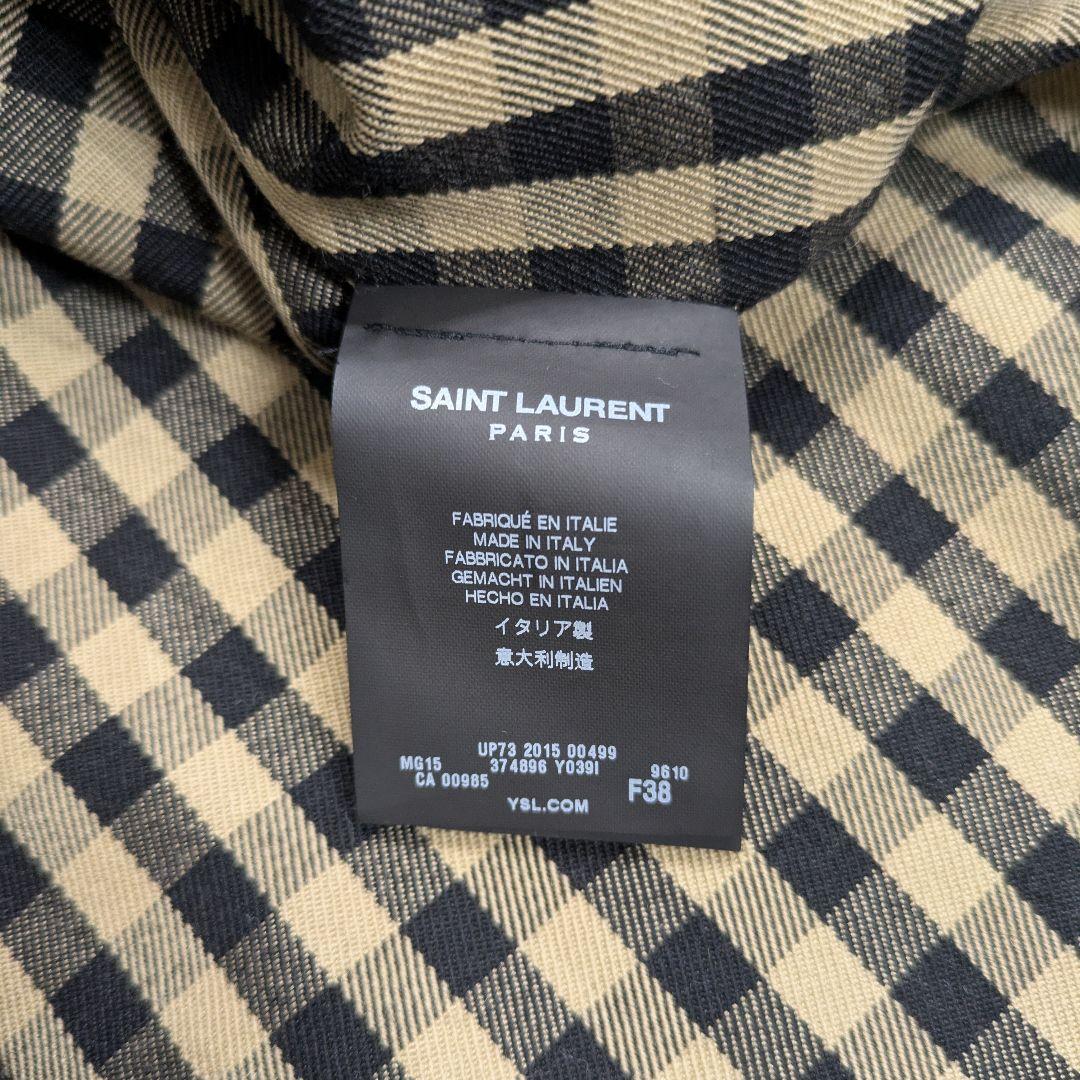 SAINT LAURENT
PARIS
FABRIQUÉ EN ITALIE
MADE IN ITALY
FABBRICATO IN ITALIA
GEMACHT IN ITALIEN
HECHO EN ITALIA
イタリア製
意大利制造
UP73 2015 00499
MG15 374896 Y039I 9610
CA 00985 F38
YSL.COM